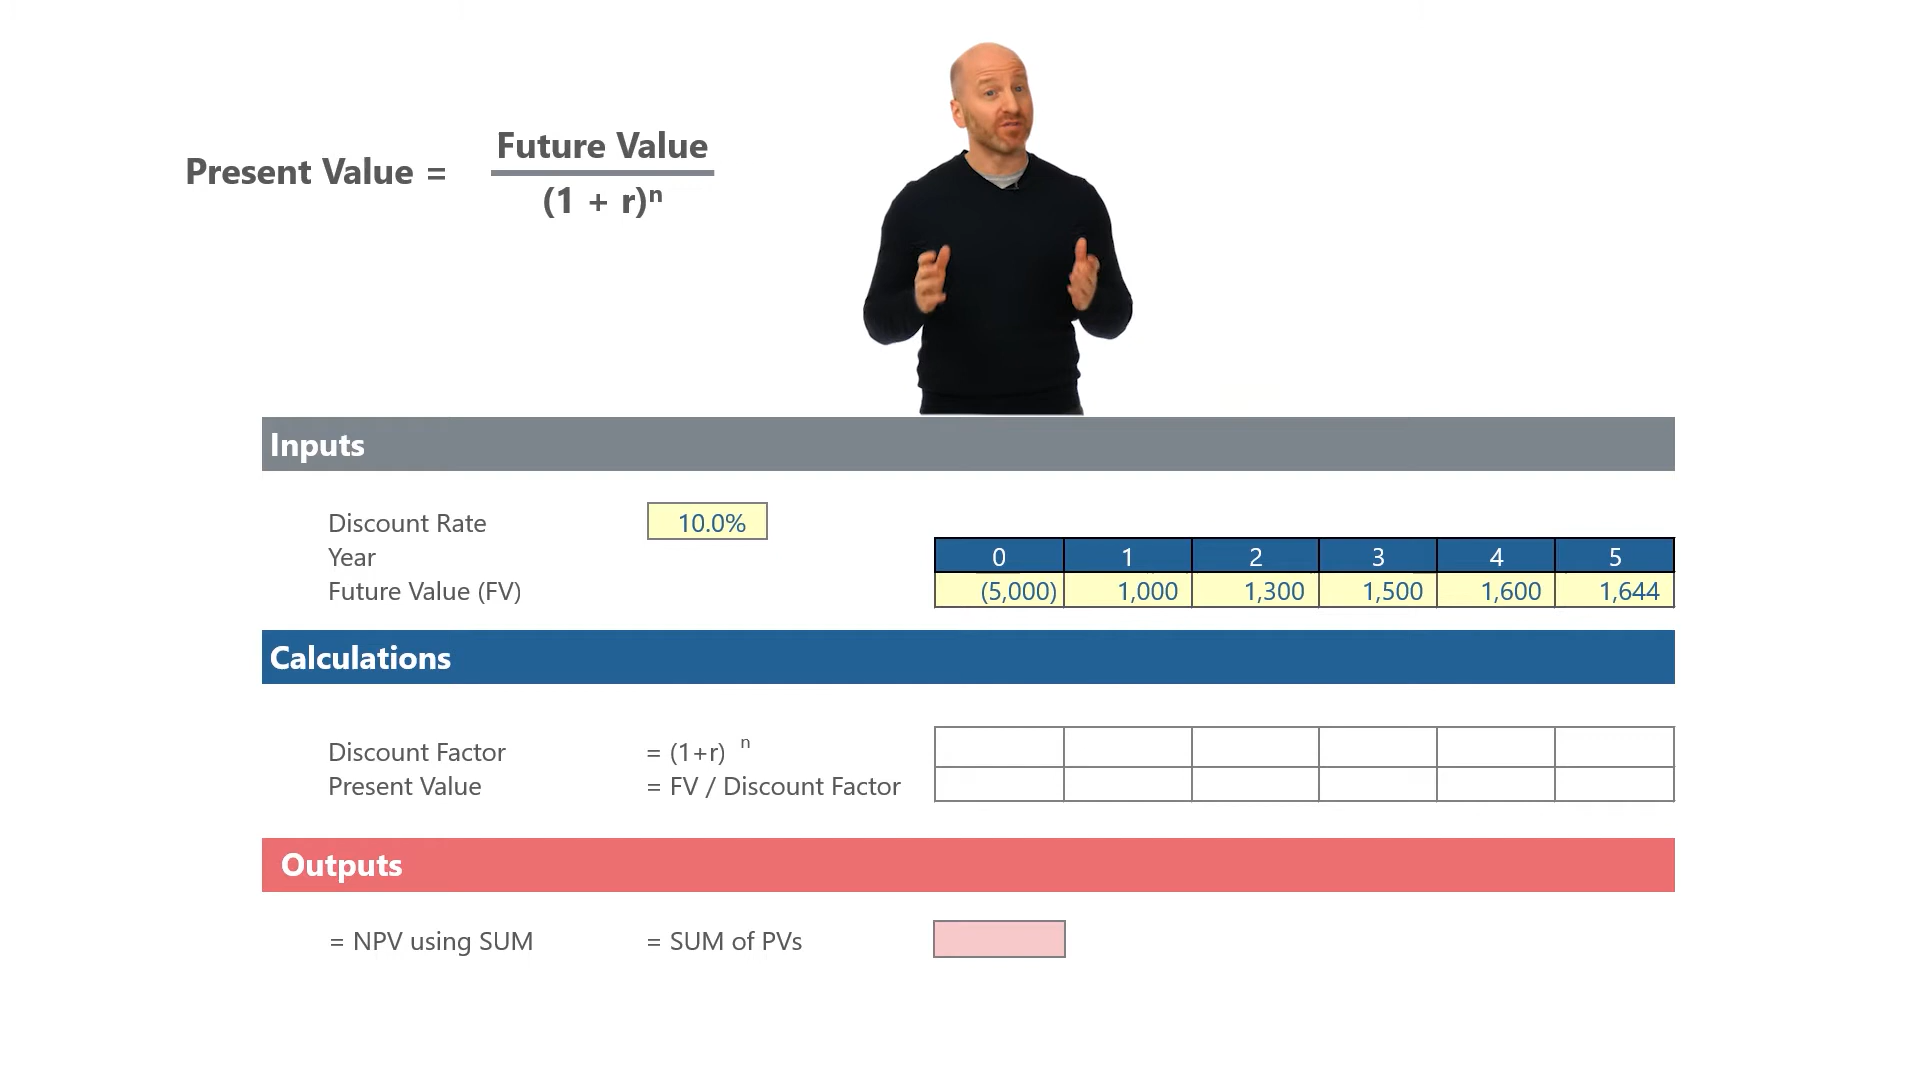 Present Value = Future Value
(1 + r)ⁿ
Inputs
Discount Rate 10.0%
Year 0 1 2 3 4 5
Future Value (FV) (5,000) 1,000 1,300 1,500 1,600 1,644
Calculations
Discount Factor = (1+r) ⁿ
Present Value = FV / Discount Factor
Outputs
= NPV using SUM = SUM of PVs